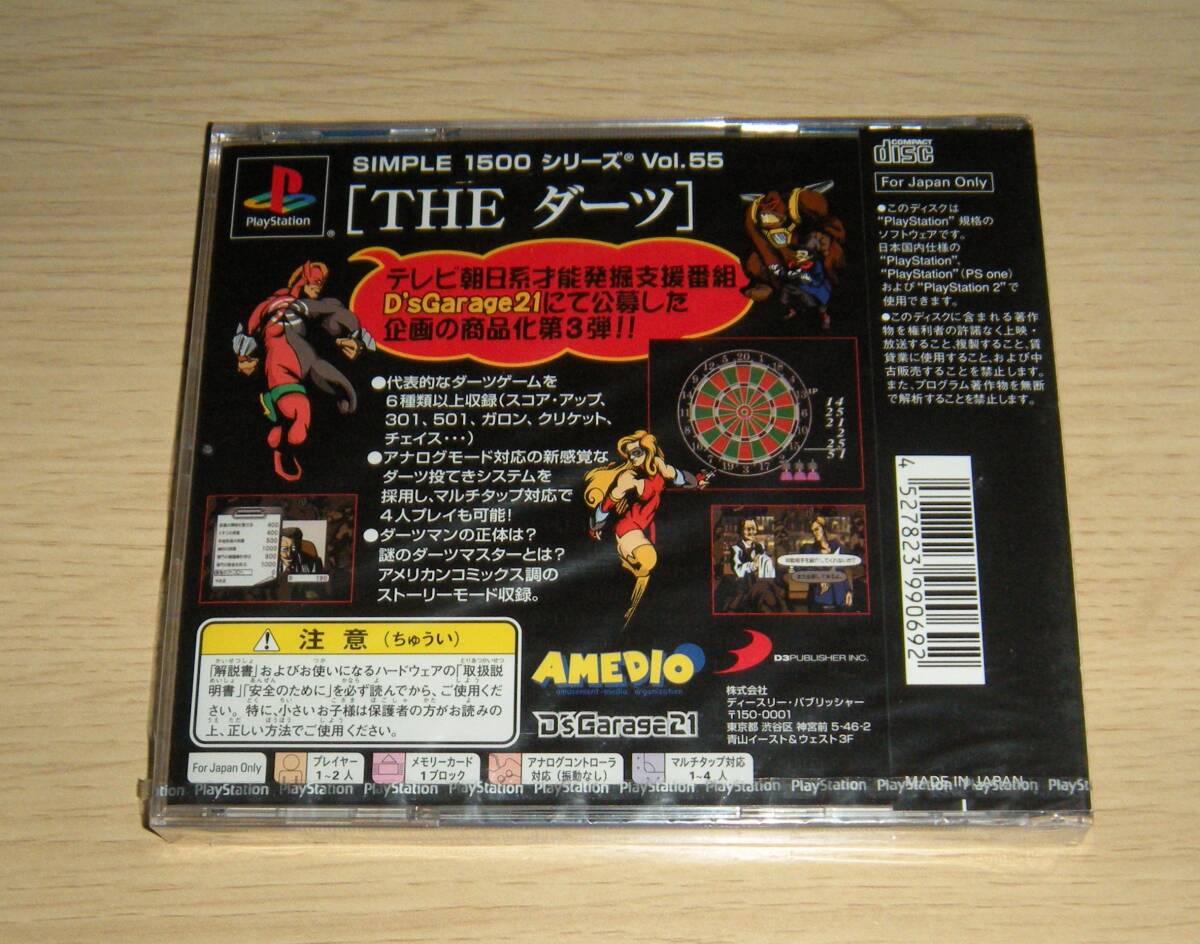 SIMPLE 1500 シリーズ® Vol.55
[THE ダーツ]
PlayStation
®
テレビ朝日系才能発掘支援番組
D'sGarage21にて公募した
企画の商品化第3弾!!
●代表的なダーツゲームを
6種類以上収録(スコア・アップ、
301、501、ガロン、クリケット、
チェイス・・・)
●アナログモード対応の新感覚な
ダーツ投てきシステムを
採用し、マルチタップ対応で
4人プレイも可能!
●ダーツマンの正体は?
謎のダーツマスターとは?
アメリカンコミックス調の
ストーリーモード収録。
COMPACT
disc
For Japan Only
●このディスクは
"PlayStation" 規格の
ソフトウェアです。
日本国内仕様の
"PlayStation"、
"PlayStation"(PS one)
および "PlayStation 2"で
使用できます。
●このディスクに含まれる著作
物を権利者の許諾なく上映・
放送すること、複製すること、賃
貸業に使用すること、および中
古販売することを禁止します。
また、プログラム著作物を無断
で解析することを禁止します。
4 527823 990692
注意(ちゅうい)
「解説書」およびお使いになるハードウェアの「取扱説
明書」「安全のために」を必ず読んでから、ご使用くだ
さい。特に、小さいお子様は保護者の方がお読みの
上、正しい方法でご使用ください。
AMEDIO
amusement-media organization
D'sGarage21
D3PUBLISHER INC.
株式会社
ディースリー・パブリッシャー
〒150-0001
東京都 渋谷区 神宮前 5-46-2
青山イースト&ウェスト3F
For Japan Only
プレイヤー
1~2人
メモリーカード
1ブロック
アナログコントローラ
対応(振動なし)
マルチタップ対応
1~4人
MADE IN JAPAN
PlayStation PlayStation PlayStation PlayStation PlayStation PlayStation PlayStation PlayStation